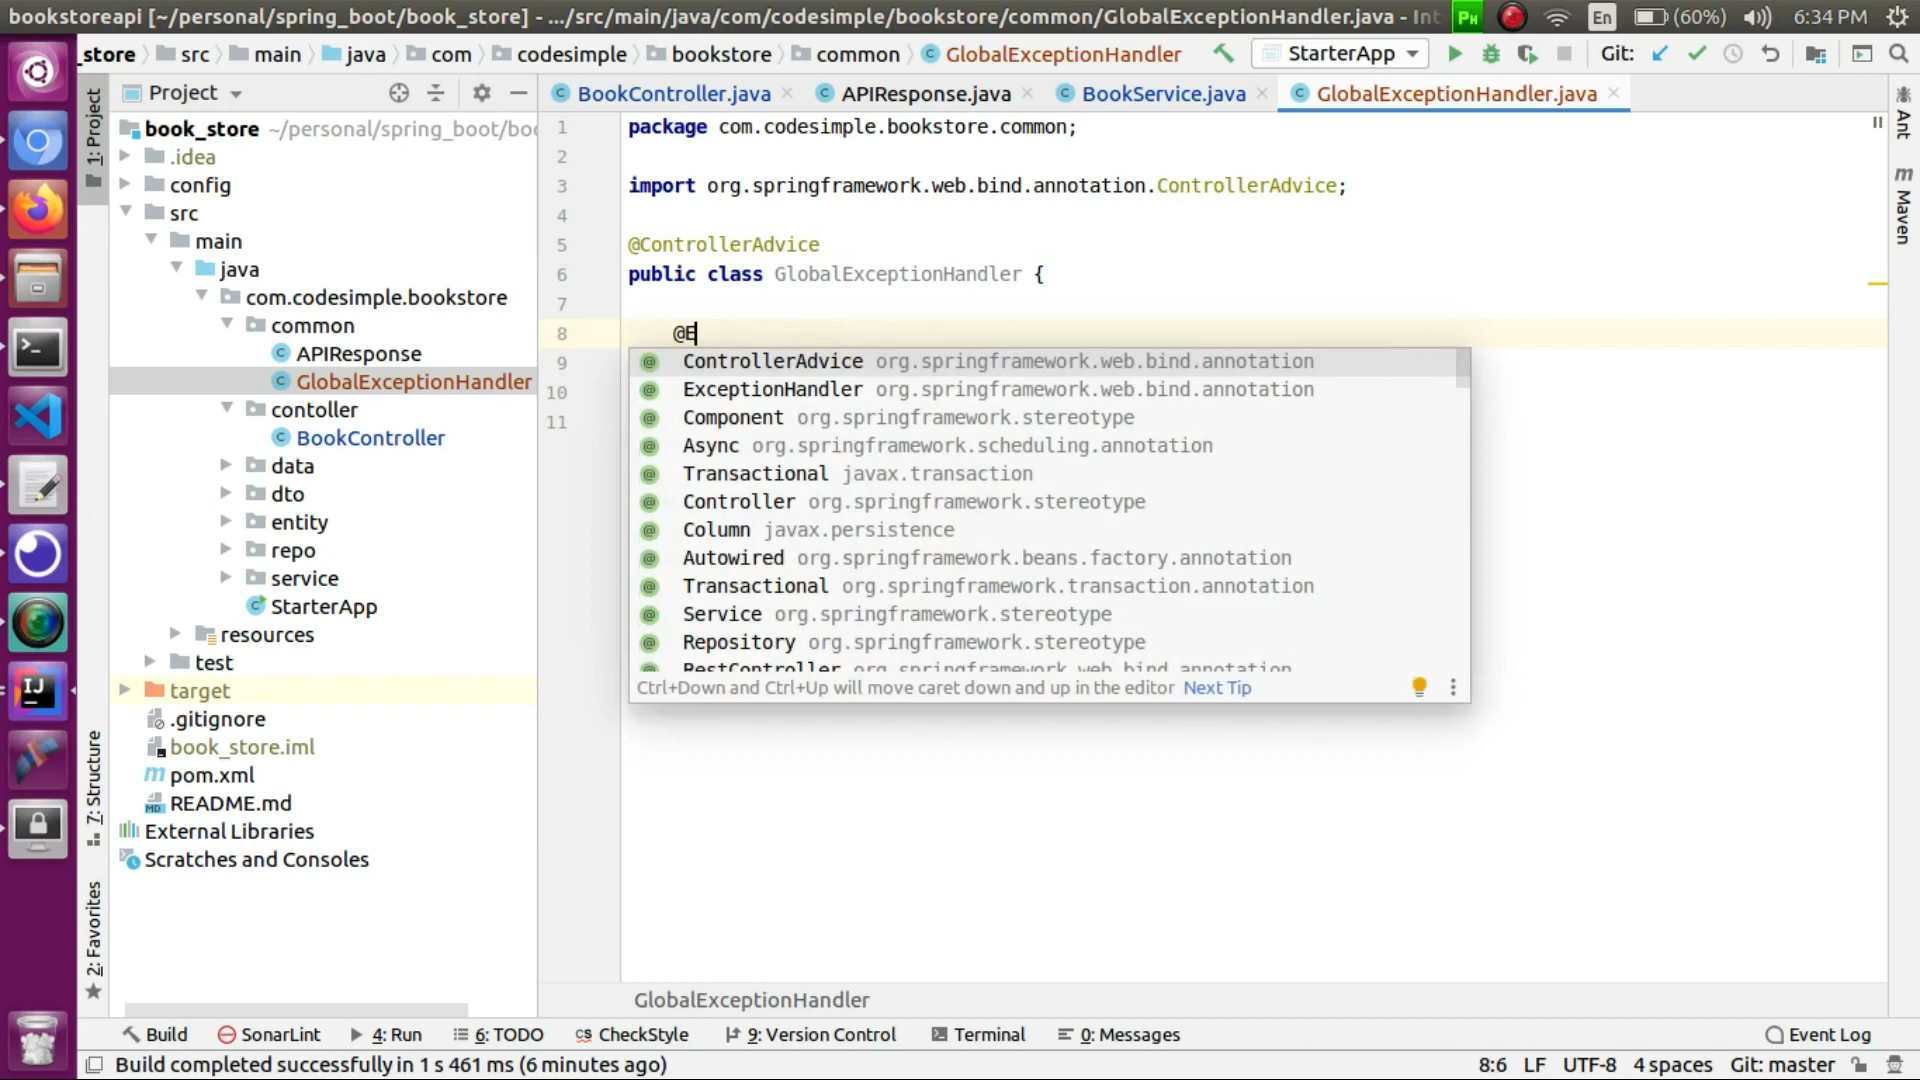 bookstoreapi [~/personal/spring_boot/book_store] - .../src/main/java/com/codesimple/bookstore/common/GlobalExceptionHandler.java - Int
PH
En
(60%)
6:34 PM
_store
src
main
java
com
codesimple
bookstore
common
GlobalExceptionHandler
StarterApp
Git:
Project
BookController.java
APIResponse.java
BookService.java
GlobalExceptionHandler.java
1: Project
7: Structure
2: Favorites
book_store ~/personal/spring_boot/boo
.idea
config
src
main
java
com.codesimple.bookstore
common
APIResponse
GlobalExceptionHandler
contoller
BookController
data
dto
entity
repo
service
StarterApp
resources
test
target
.gitignore
book_store.iml
pom.xml
README.md
External Libraries
Scratches and Consoles
1 package com.codesimple.bookstore.common;
2
3 import org.springframework.web.bind.annotation.ControllerAdvice;
4
5 @ControllerAdvice
6 public class GlobalExceptionHandler {
7
8 @E
9
10
11
@ ControllerAdvice org.springframework.web.bind.annotation
@ ExceptionHandler org.springframework.web.bind.annotation
@ Component org.springframework.stereotype
@ Async org.springframework.scheduling.annotation
@ Transactional javax.transaction
@ Controller org.springframework.stereotype
@ Column javax.persistence
@ Autowired org.springframework.beans.factory.annotation
@ Transactional org.springframework.transaction.annotation
@ Service org.springframework.stereotype
@ Repository org.springframework.stereotype
@ RestController org.springframework.web.bind.annotation
Ctrl+Down and Ctrl+Up will move caret down and up in the editor Next Tip
Ant
Maven
GlobalExceptionHandler
Build
SonarLint
4: Run
6: TODO
CheckStyle
9: Version Control
Terminal
0: Messages
Event Log
Build completed successfully in 1 s 461 ms (6 minutes ago)
8:6
LF
UTF-8
4 spaces
Git: master